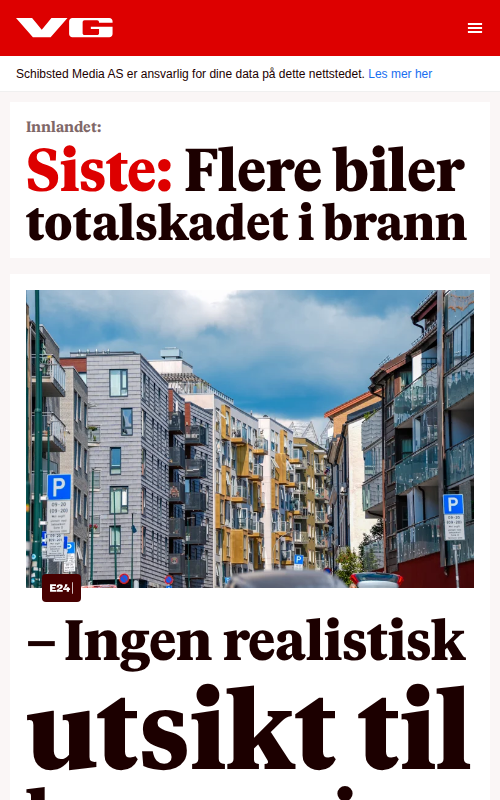 VG
Schibsted Media AS er ansvarlig for dine data på dette nettstedet. Les mer her
Innlandet:
Siste: Flere biler
totalskadet i brann
P
P
E24
– Ingen realistisk
utsikt til